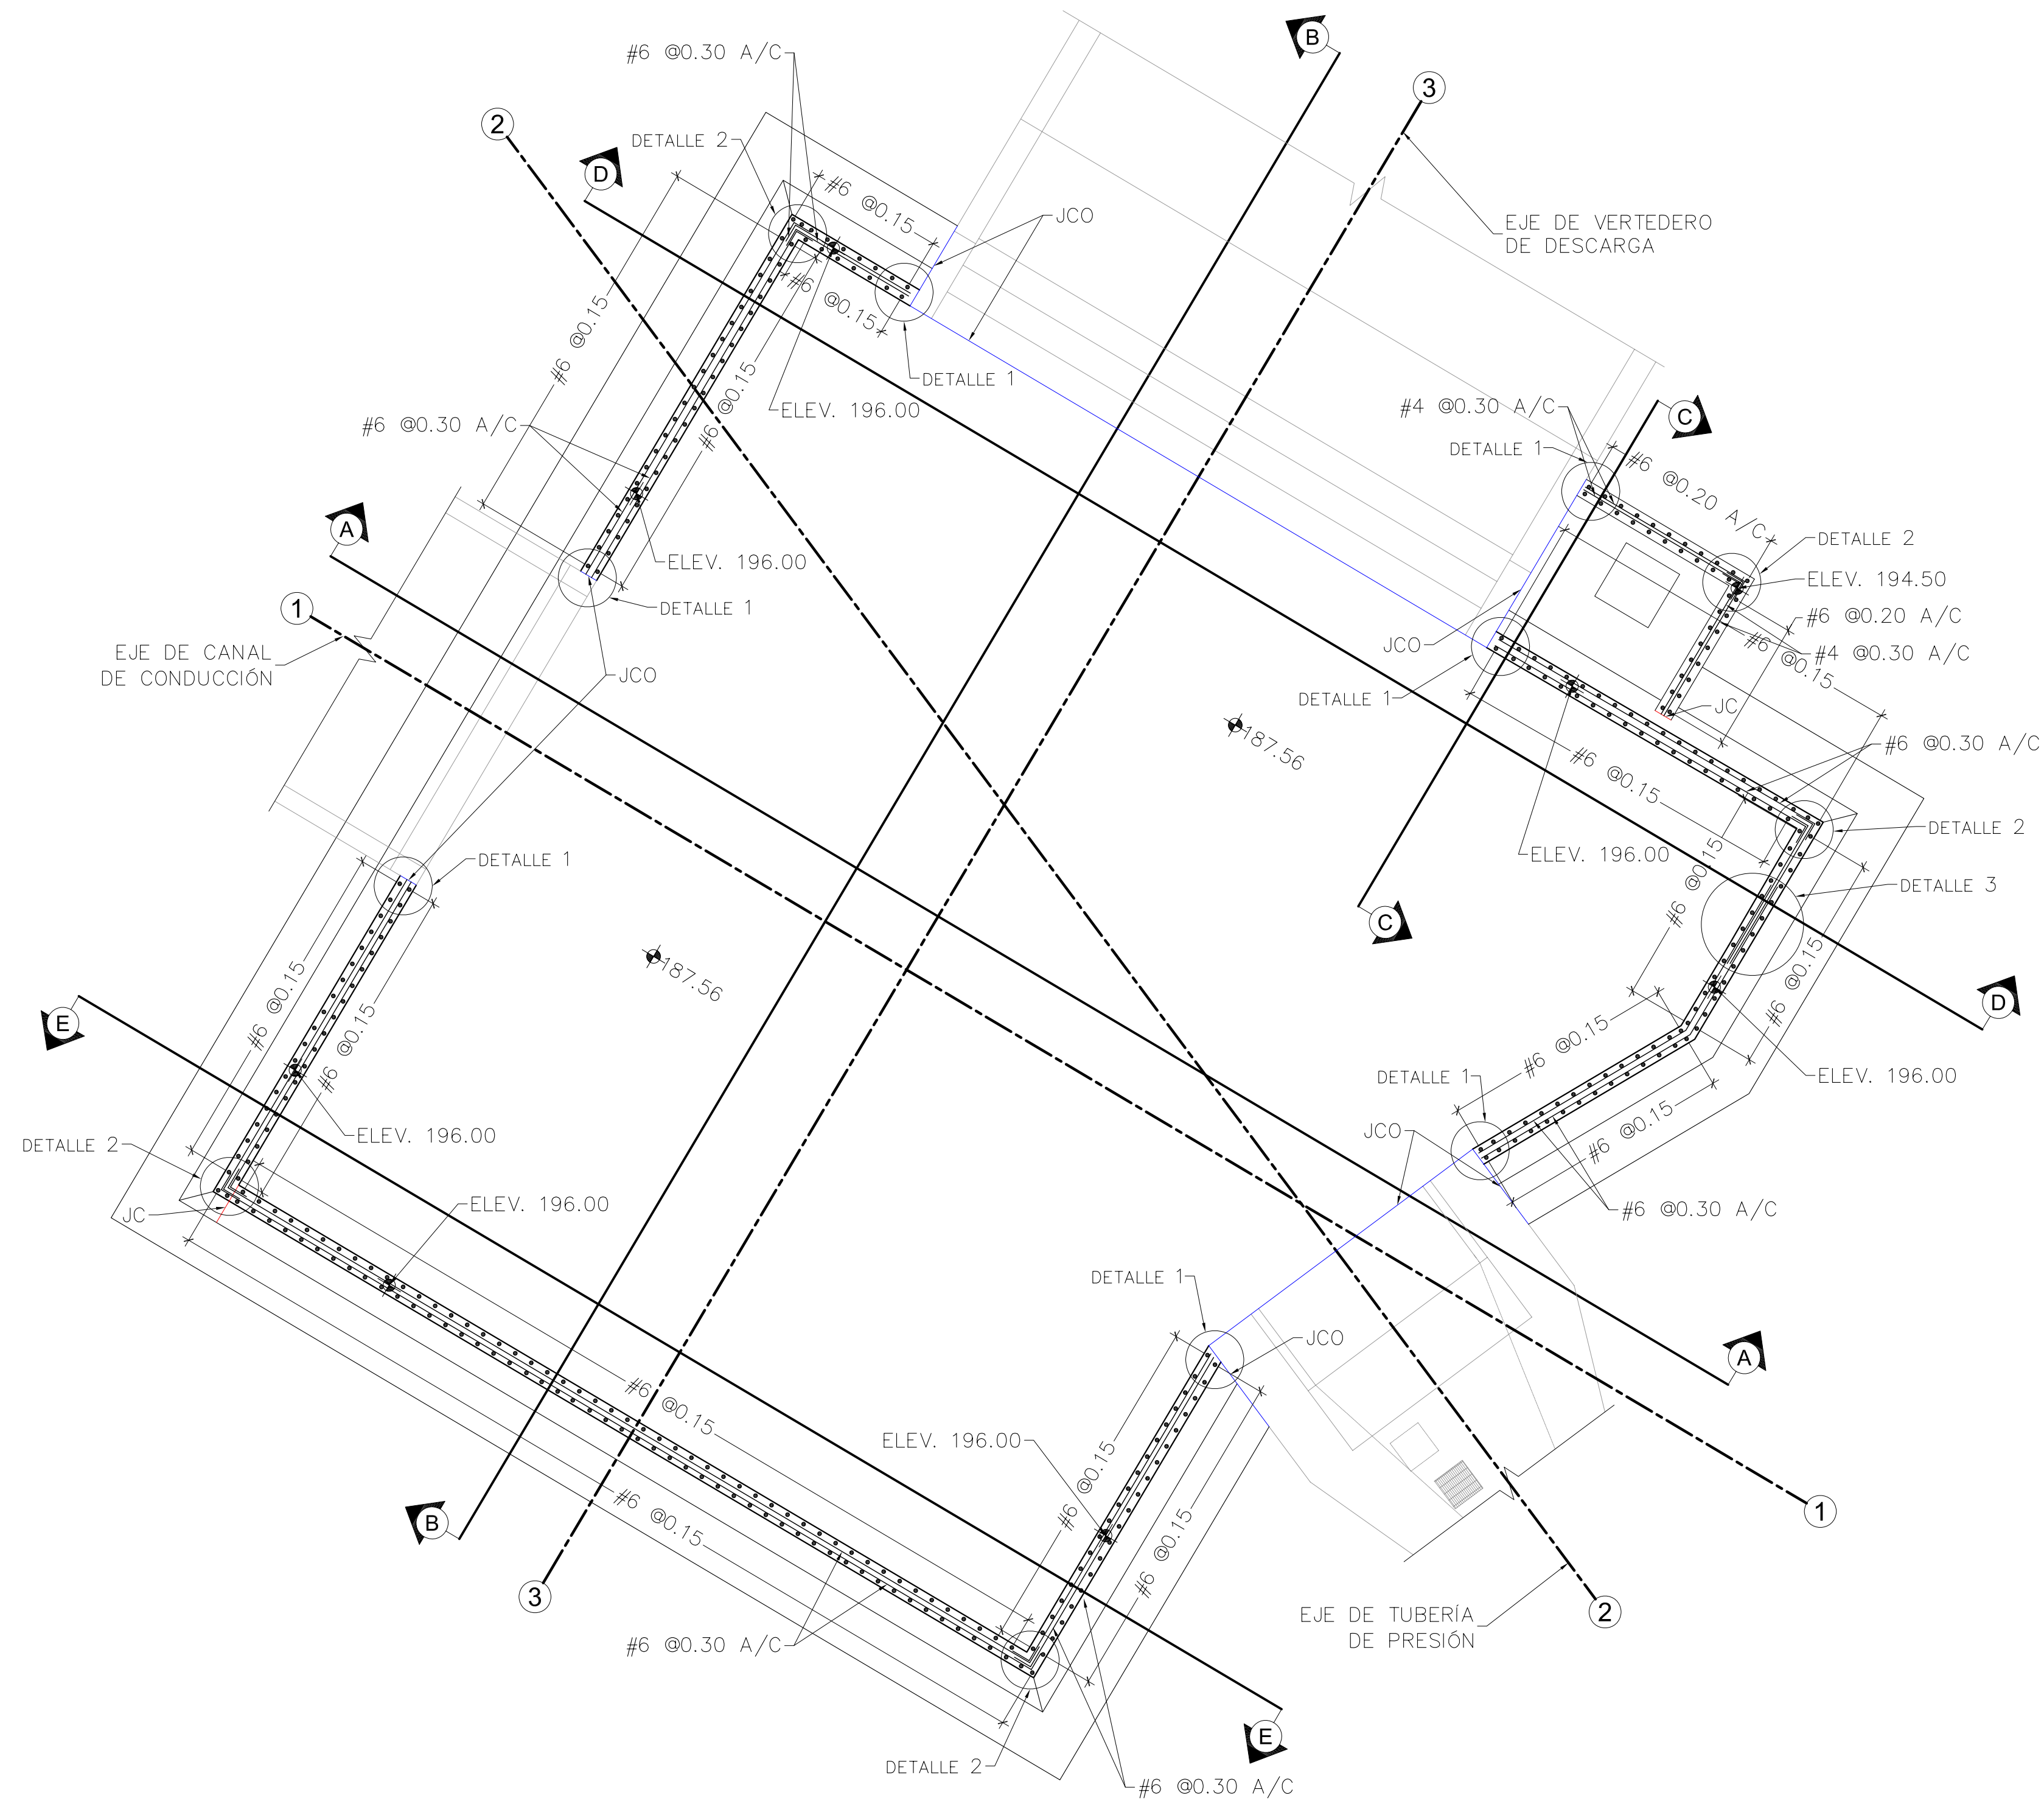 B
3
#6 @0.30 A/C
2
DETALLE 2
D
#6 @0.15
JCO
EJE DE VERTEDERO
DE DESCARGA
#6 @0.15
#6 @0.15
DETALLE 1
#6 @0.15
ELEV. 196.00
#4 @0.30 A/C
C
#6 @0.30 A/C
DETALLE 1
#6 @0.20 A/C
A
DETALLE 2
ELEV. 196.00
ELEV. 194.50
1
DETALLE 1
#6 @0.20 A/C
EJE DE CANAL
DE CONDUCCIÓN
JCO
#4 @0.30 A/C
#6 @0.15
JCO
DETALLE 1
JC
187.56
#6 @0.30 A/C
#6 @0.15
DETALLE 2
ELEV. 196.00
DETALLE 1
#6 @0.15
DETALLE 3
C
187.56
#6 @0.15
D
E
#6 @0.15
#6 @0.15
#6 @0.15
DETALLE 1
ELEV. 196.00
ELEV. 196.00
JCO
#6 @0.15
DETALLE 2
ELEV. 196.00
JC
#6 @0.30 A/C
DETALLE 1
JCO
A
#6 @0.15
ELEV. 196.00
#6 @0.15
#6 @0.15
#6 @0.15
B
1
3
2
EJE DE TUBERÍA
DE PRESIÓN
#6 @0.30 A/C
E
DETALLE 2
#6 @0.30 A/C